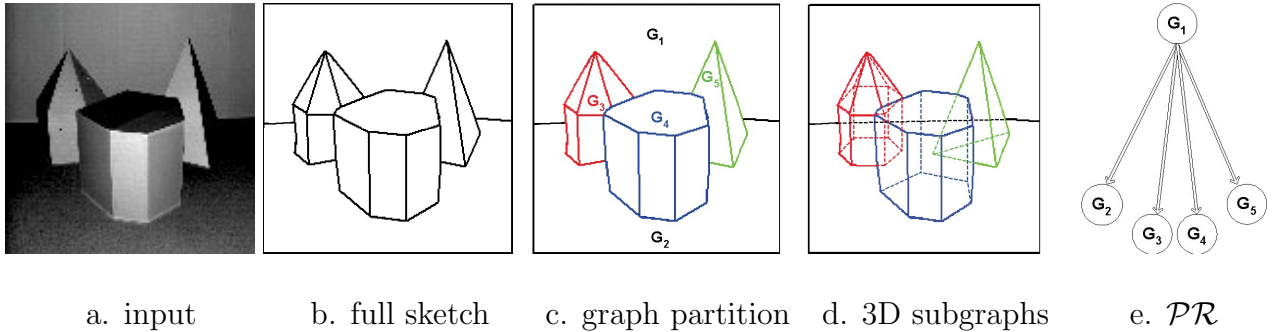 G₁
G₃
G₅
G₄
G₂
G₁
G₂
G₃
G₄
G₅
a. input b. full sketch c. graph partition d. 3D subgraphs e. 𝒫ℛ